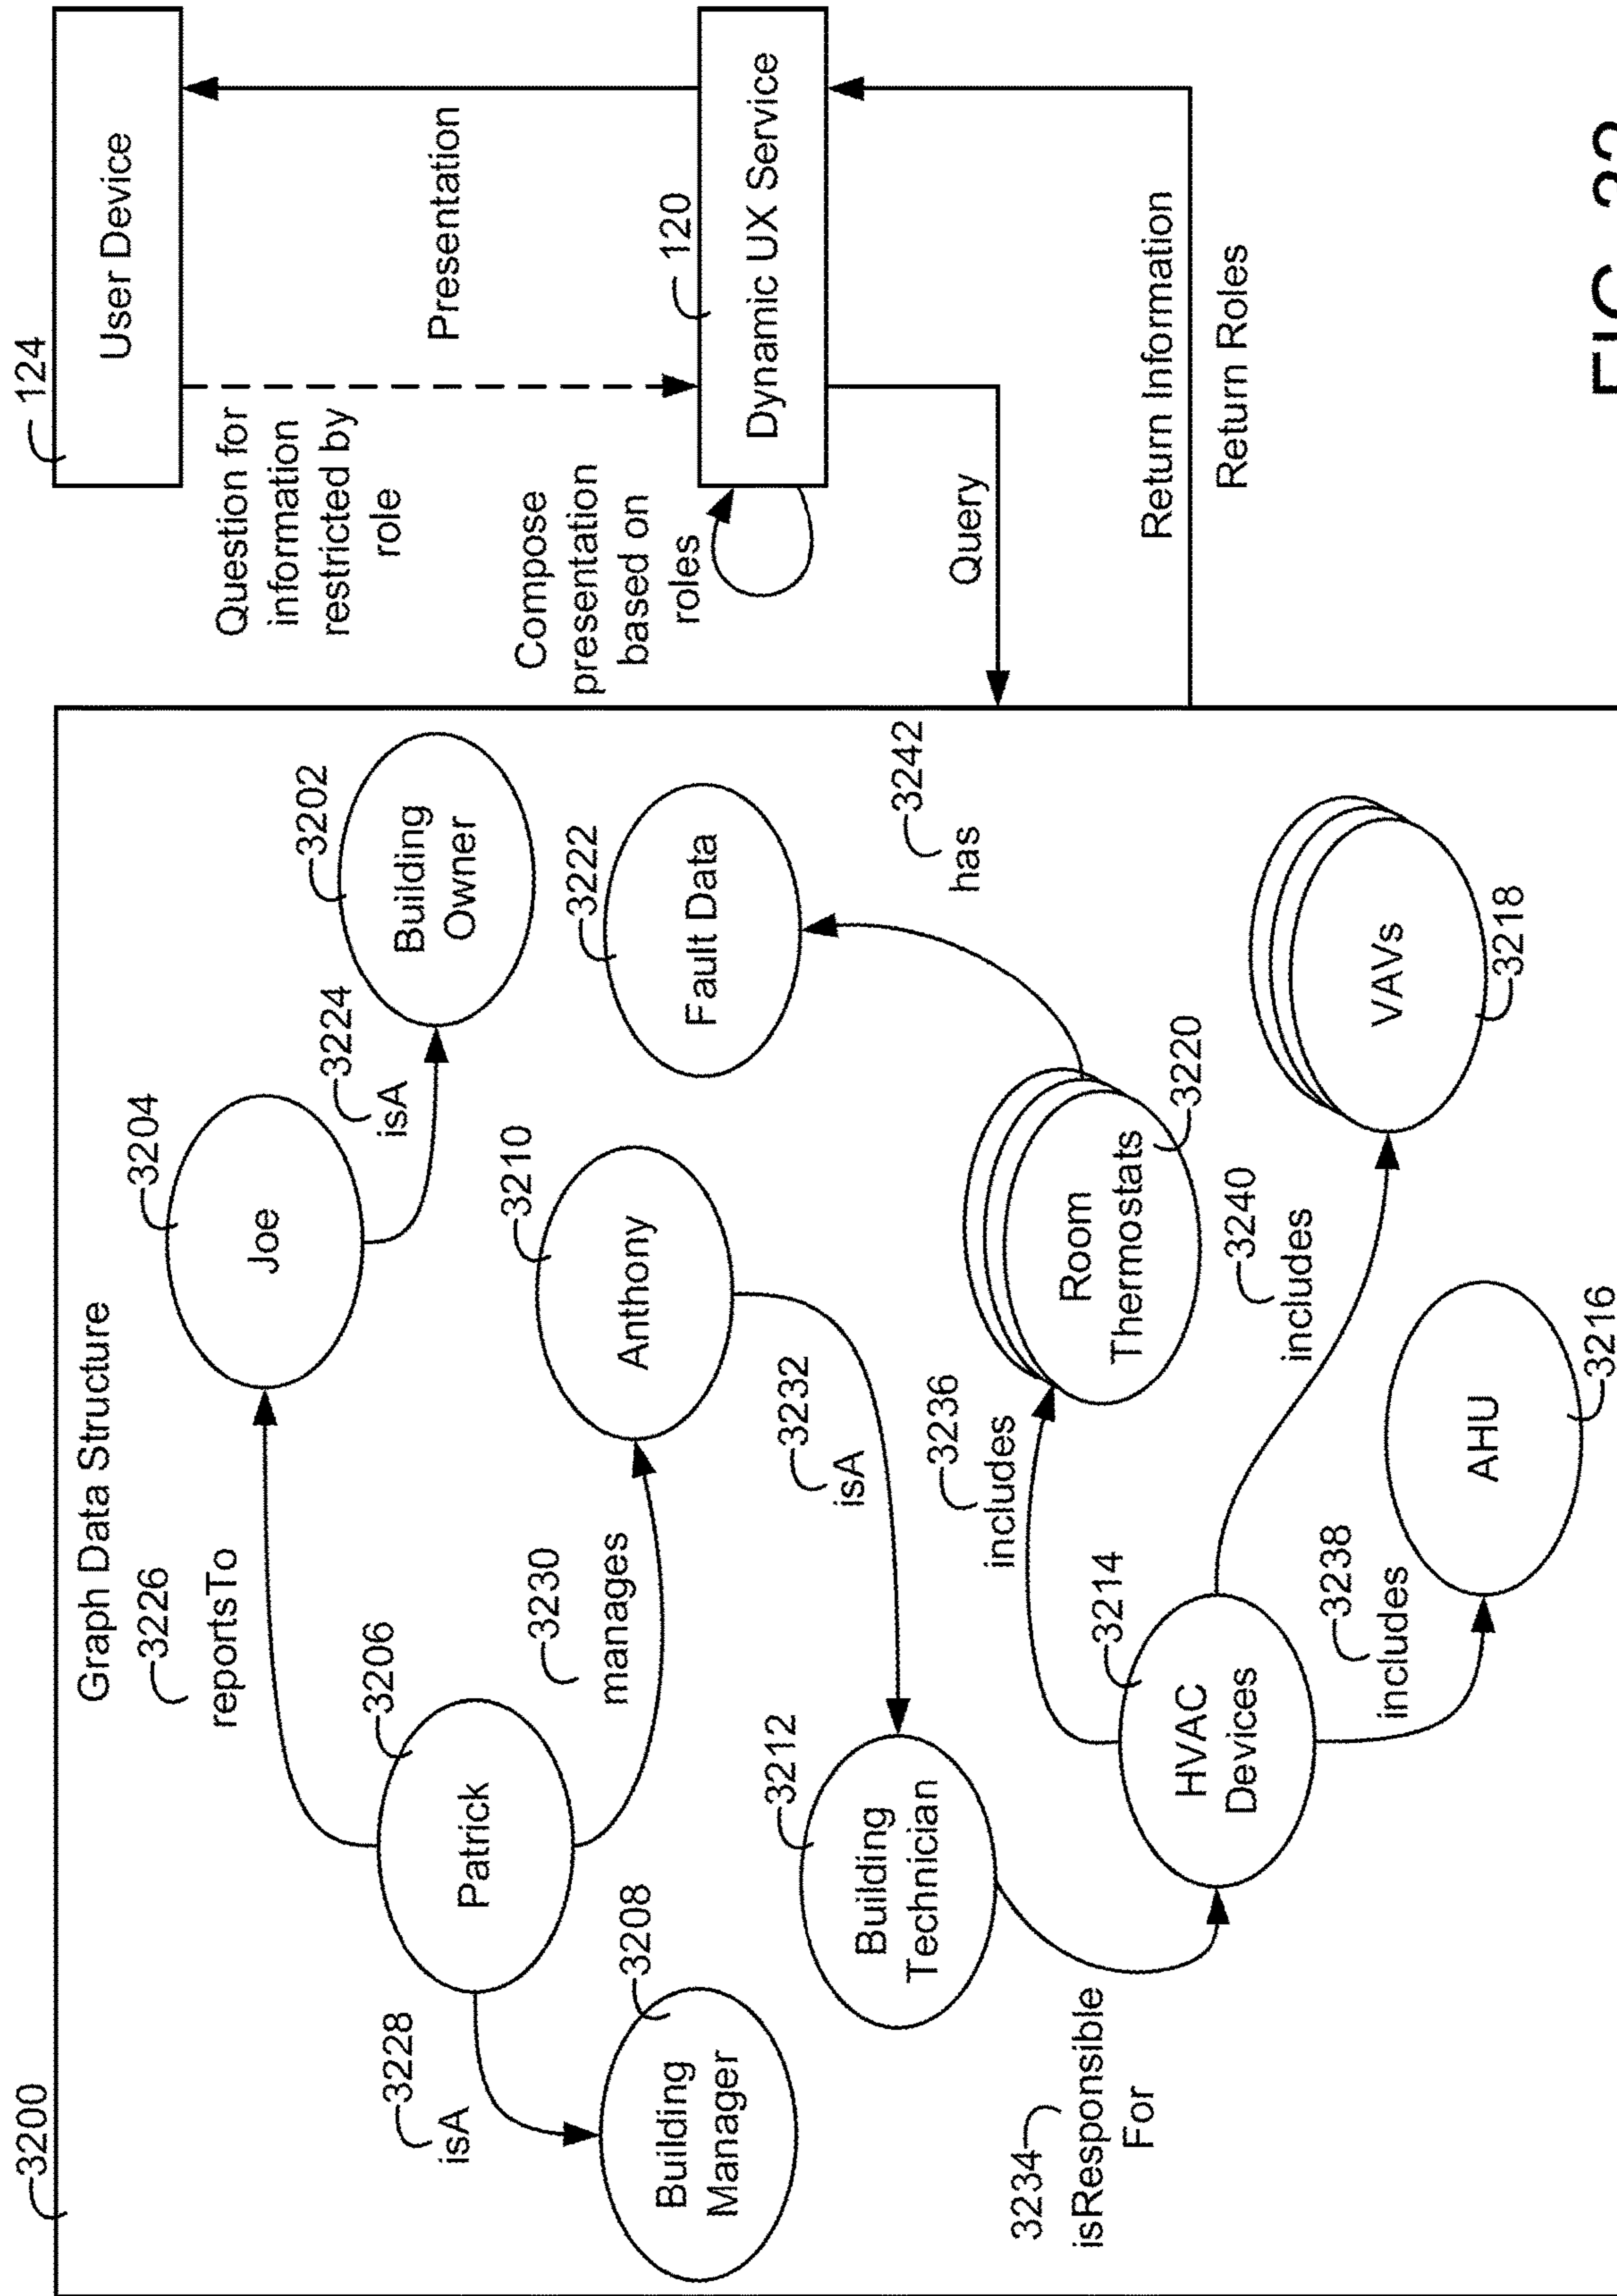 3200
Graph Data Structure
3226
reportsTo
3204
Joe
3224
isA
3202
Building
Owner
3206
Patrick
3228
isA
3208
Building
Manager
3230
manages
3210
Anthony
3222
Fault Data
3232
isA
3212
Building
Technician
3242
has
3236
includes
Room
Thermostats
3220
3234
isResponsible
For
3214
HVAC
Devices
3240
includes
VAVs
3218
3238
includes
AHU
3216
124
User Device
Question for
information
restricted by
role
Presentation
Compose
presentation
based on
roles
120
Dynamic UX Service
Query
Return Information
Return Roles
FIG